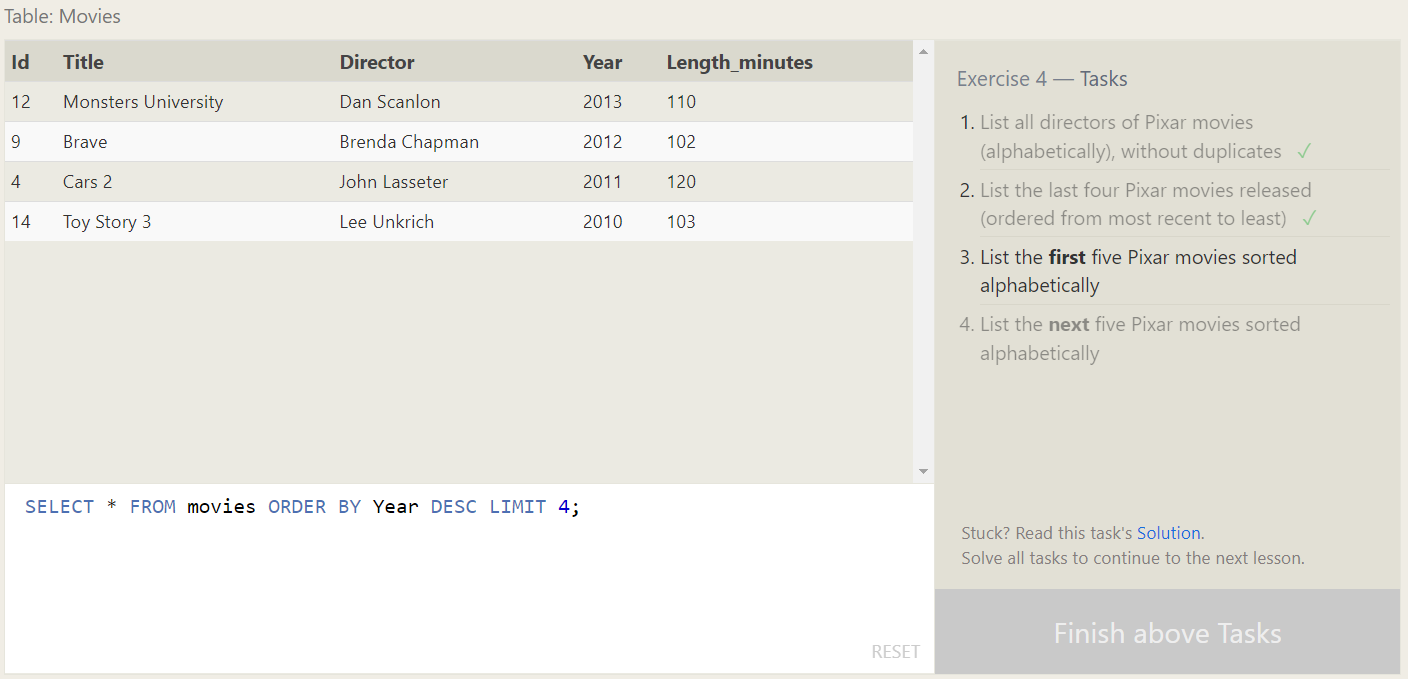 Table: Movies
Id Title Director Year Length_minutes
12 Monsters University Dan Scanlon 2013 110
9 Brave Brenda Chapman 2012 102
4 Cars 2 John Lasseter 2011 120
14 Toy Story 3 Lee Unkrich 2010 103
SELECT * FROM movies ORDER BY Year DESC LIMIT 4;
RESET
Exercise 4 — Tasks
1. List all directors of Pixar movies
(alphabetically), without duplicates ✓
2. List the last four Pixar movies released
(ordered from most recent to least) ✓
3. List the first five Pixar movies sorted
alphabetically
4. List the next five Pixar movies sorted
alphabetically
Stuck? Read this task's Solution.
Solve all tasks to continue to the next lesson.
Finish above Tasks